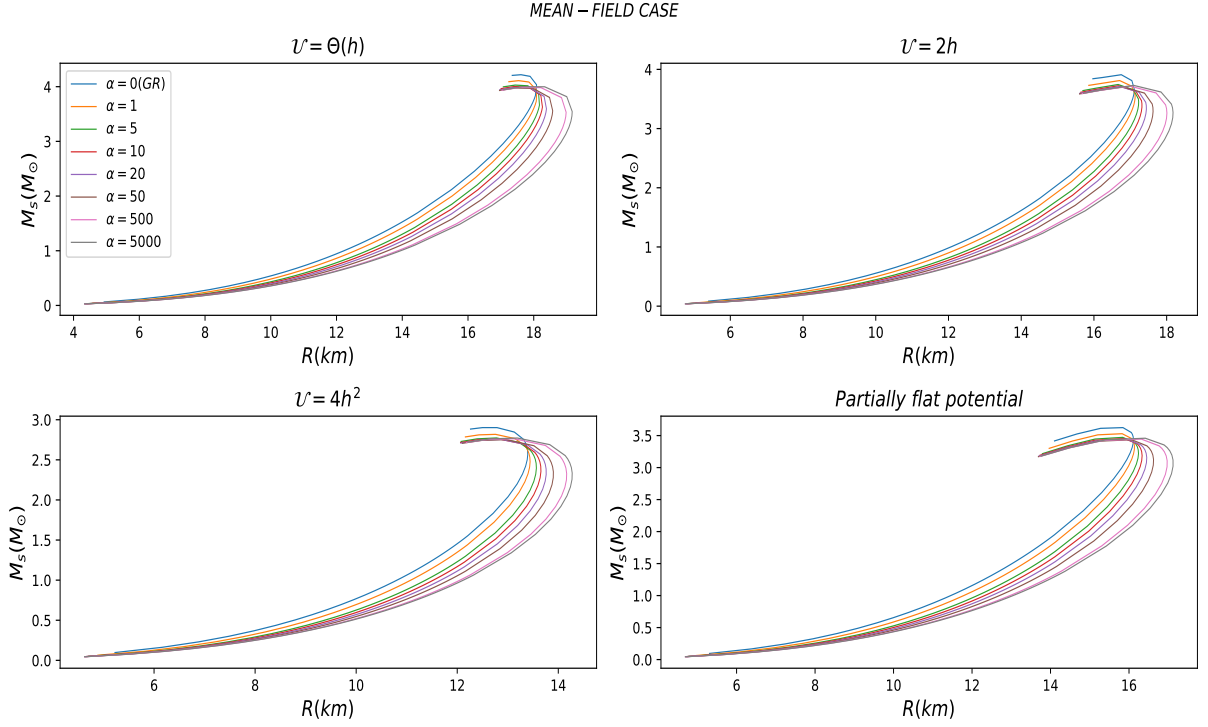 MEAN − FIELD CASE
𝒰 = Θ(h)
4
3
2
1
0
M_s(M_⊙)
α = 0(GR)
α = 1
α = 5
α = 10
α = 20
α = 50
α = 500
α = 5000
4 6 8 10 12 14 16 18
R(km)
𝒰 = 2h
4
3
2
1
0
M_s(M_⊙)
6 8 10 12 14 16 18
R(km)
𝒰 = 4h²
3.0
2.5
2.0
1.5
1.0
0.5
0.0
M_s(M_⊙)
6 8 10 12 14
R(km)
Partially flat potential
3.5
3.0
2.5
2.0
1.5
1.0
0.5
0.0
M_s(M_⊙)
6 8 10 12 14 16
R(km)